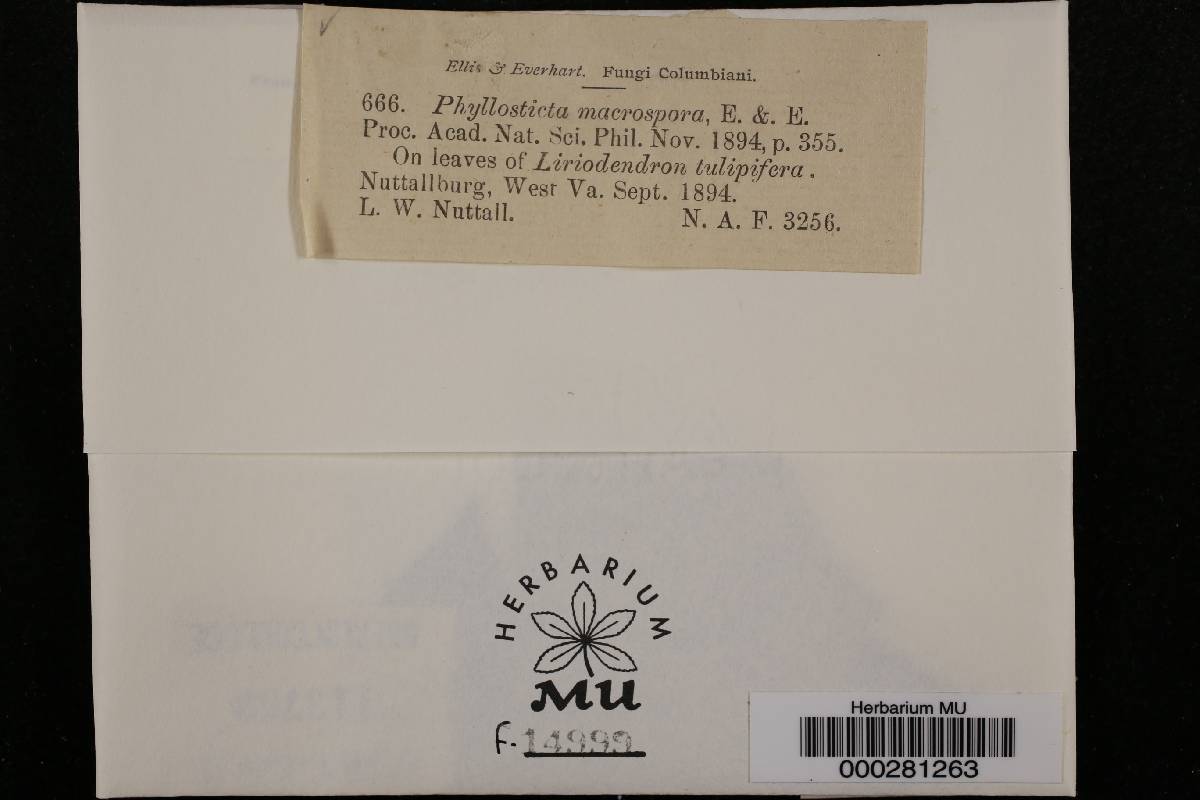 Ellis & Everhart. Fungi Columbiani.
666. Phyllosticta macrospora, E. &. E.
Proc. Acad. Nat. Sci. Phil. Nov. 1894, p. 355.
On leaves of Liriodendron tulipifera.
Nuttallburg, West Va. Sept. 1894.
L. W. Nuttall. N. A. F. 3256.
HERBARIUM
MU
f. 14999
Herbarium MU
000281263